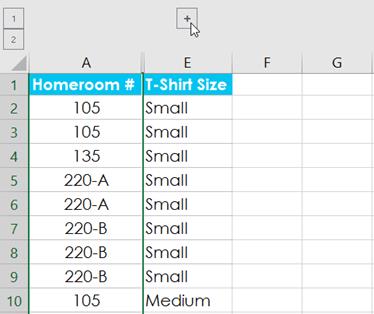 1
2
+
A E F G
1 Homeroom # T-Shirt Size
2 105 Small
3 105 Small
4 135 Small
5 220-A Small
6 220-A Small
7 220-B Small
8 220-B Small
9 220-B Small
10 105 Medium